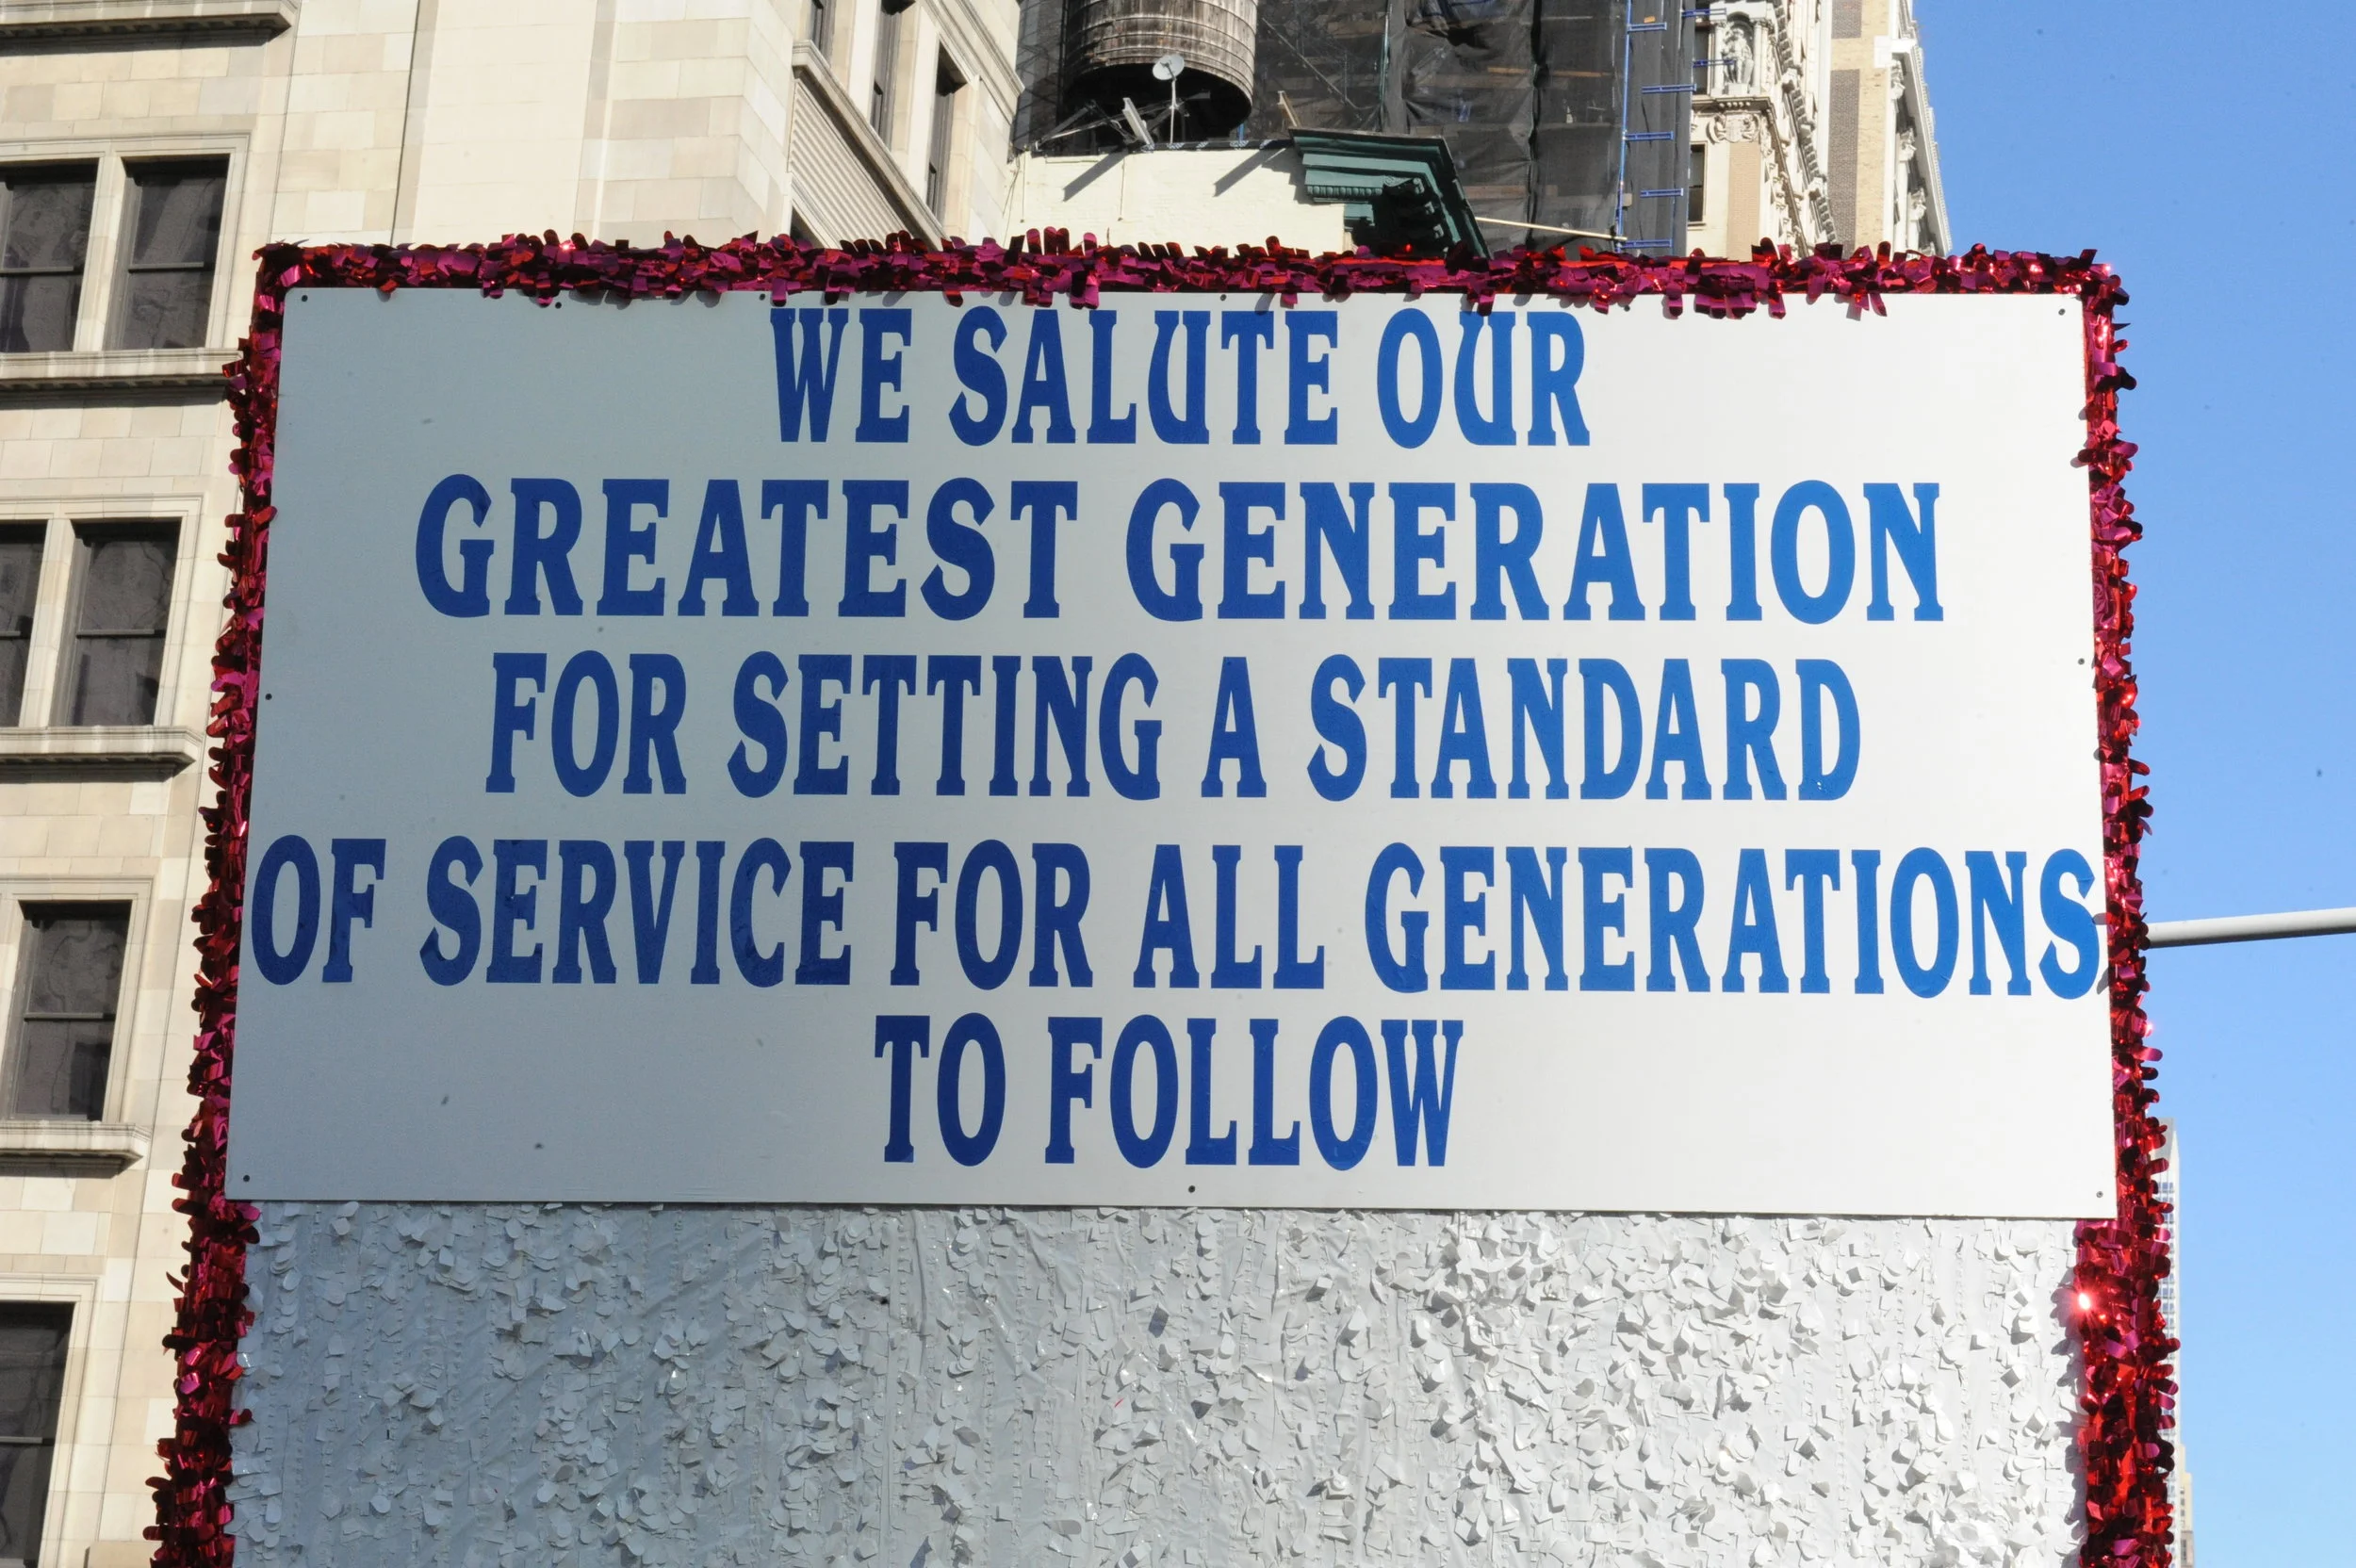 WE SALUTE OUR
GREATEST GENERATION
FOR SETTING A STANDARD
OF SERVICE FOR ALL GENERATIONS
TO FOLLOW